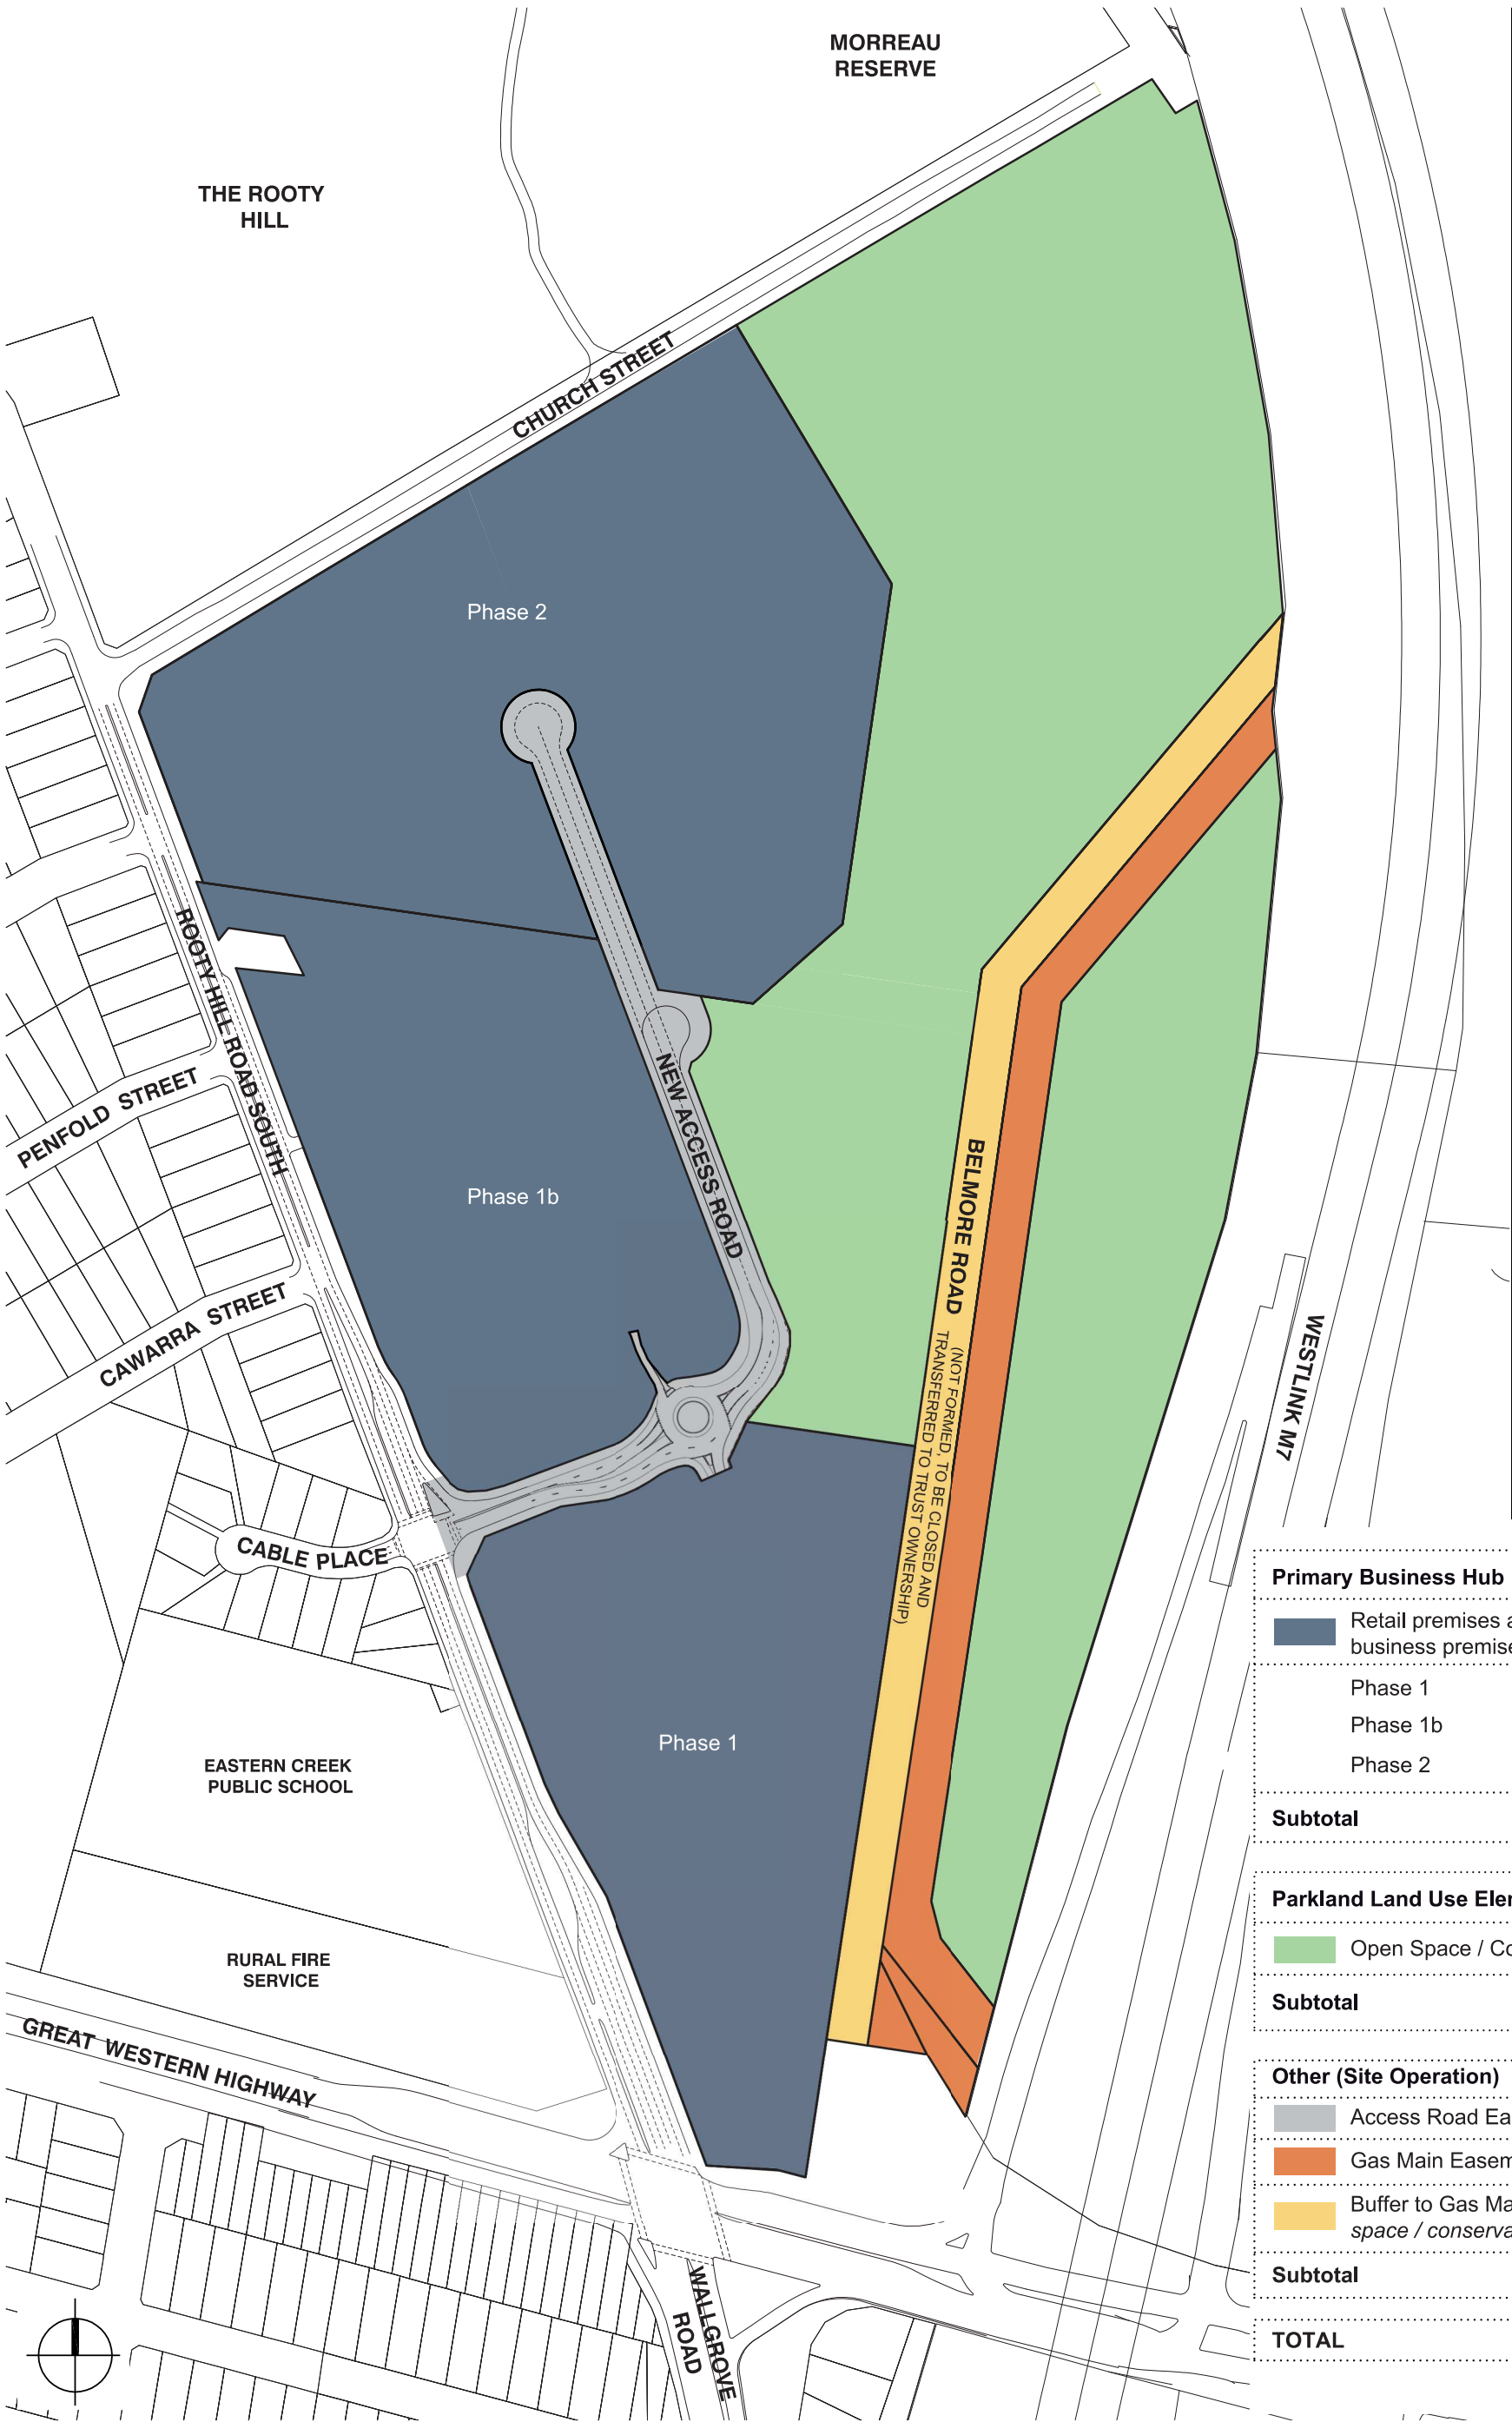 MORREAU
RESERVE
THE ROOTY
HILL
CHURCH STREET
Phase 2
ROOTY HILL ROAD SOUTH
PENFOLD STREET
NEW ACCESS ROAD
Phase 1b
BELMORE ROAD (NOT FORMED, TO BE CLOSED AND
TRANSFERRED TO TRUST OWNERSHIP)
CAWARRA STREET
WESTLINK M7
CABLE PLACE
Phase 1
EASTERN CREEK
PUBLIC SCHOOL
RURAL FIRE
SERVICE
GREAT WESTERN HIGHWAY
WALLGROVE
ROAD
Primary Business Hub
Retail premises a
business premise
Phase 1
Phase 1b
Phase 2
Subtotal
Parkland Land Use Elen
Open Space / Co
Subtotal
Other (Site Operation)
Access Road Ea
Gas Main Easem
Buffer to Gas Ma
space / conserva
Subtotal
TOTAL